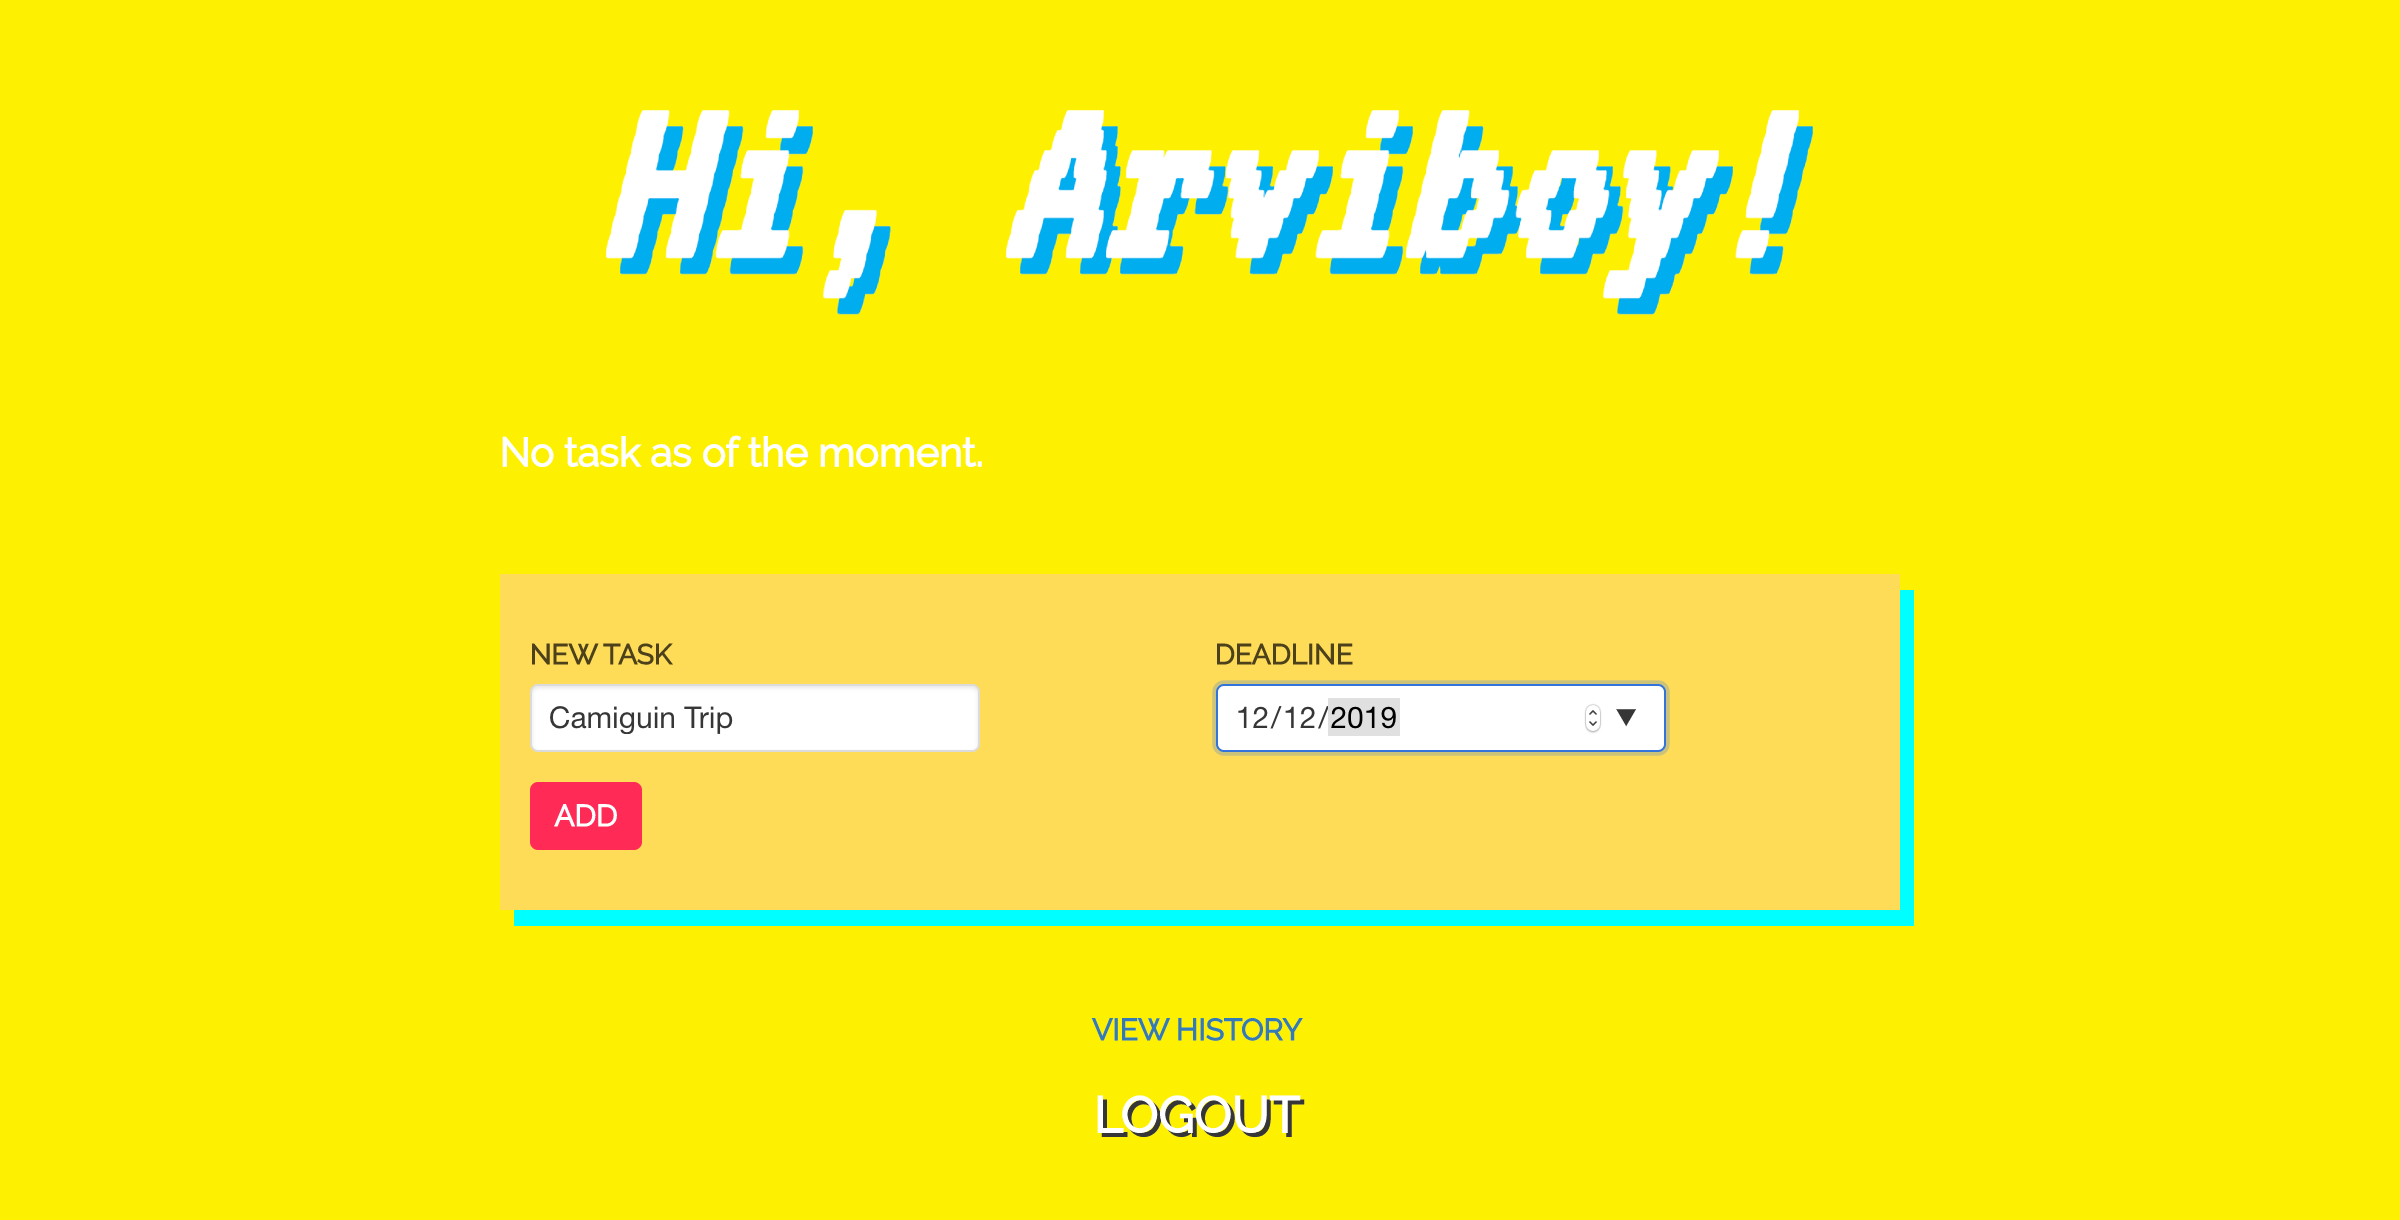 Hi, Arviboy!
No task as of the moment.
NEW TASK
DEADLINE
Camiguin Trip
12/12/2019
ADD
VIEW HISTORY
LOGOUT